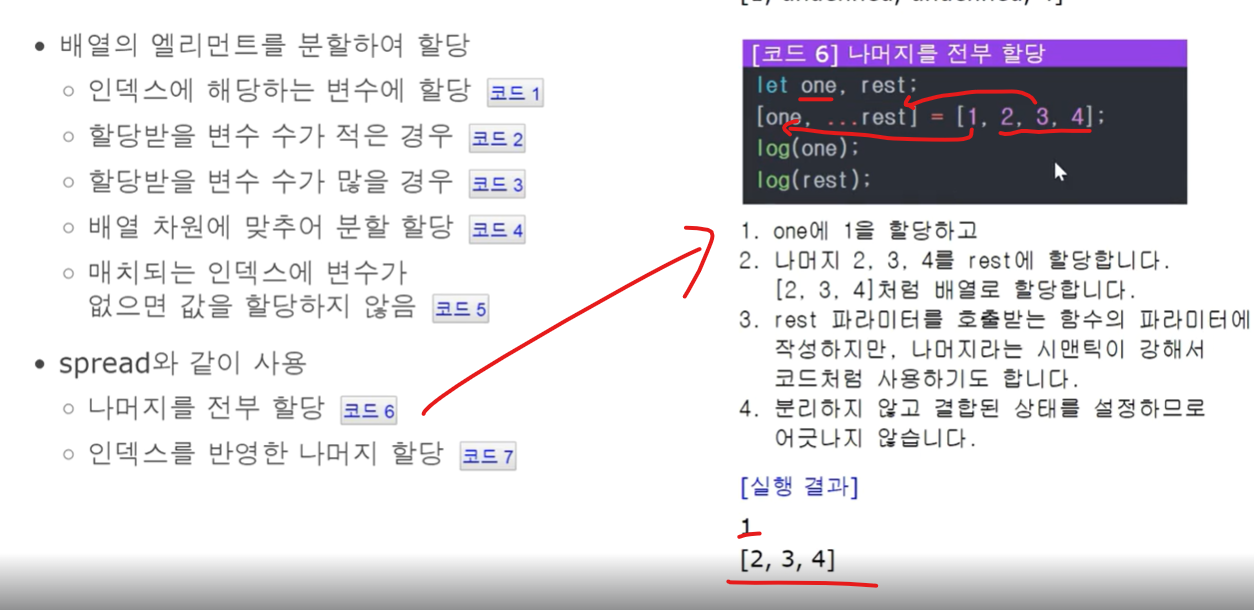 • 배열의 엘리먼트를 분할하여 할당
○ 인덱스에 해당하는 변수에 할당 코드 1
○ 할당받을 변수 수가 적은 경우 코드 2
○ 할당받을 변수 수가 많을 경우 코드 3
○ 배열 차원에 맞추어 분할 할당 코드 4
○ 매치되는 인덱스에 변수가
없으면 값을 할당하지 않음 코드 5
• spread와 같이 사용
○ 나머지를 전부 할당 코드 6
○ 인덱스를 반영한 나머지 할당 코드 7
[코드 6] 나머지를 전부 할당
let one, rest;
[one, ...rest] = [1, 2, 3, 4];
log(one);
log(rest);
1. one에 1을 할당하고
2. 나머지 2, 3, 4를 rest에 할당합니다.
[2, 3, 4]처럼 배열로 할당합니다.
3. rest 파라미터를 호출받는 함수의 파라미터에
작성하지만, 나머지라는 시맨틱이 강해서
코드처럼 사용하기도 합니다.
4. 분리하지 않고 결합된 상태를 설정하므로
어긋나지 않습니다.
[실행 결과]
1
[2, 3, 4]